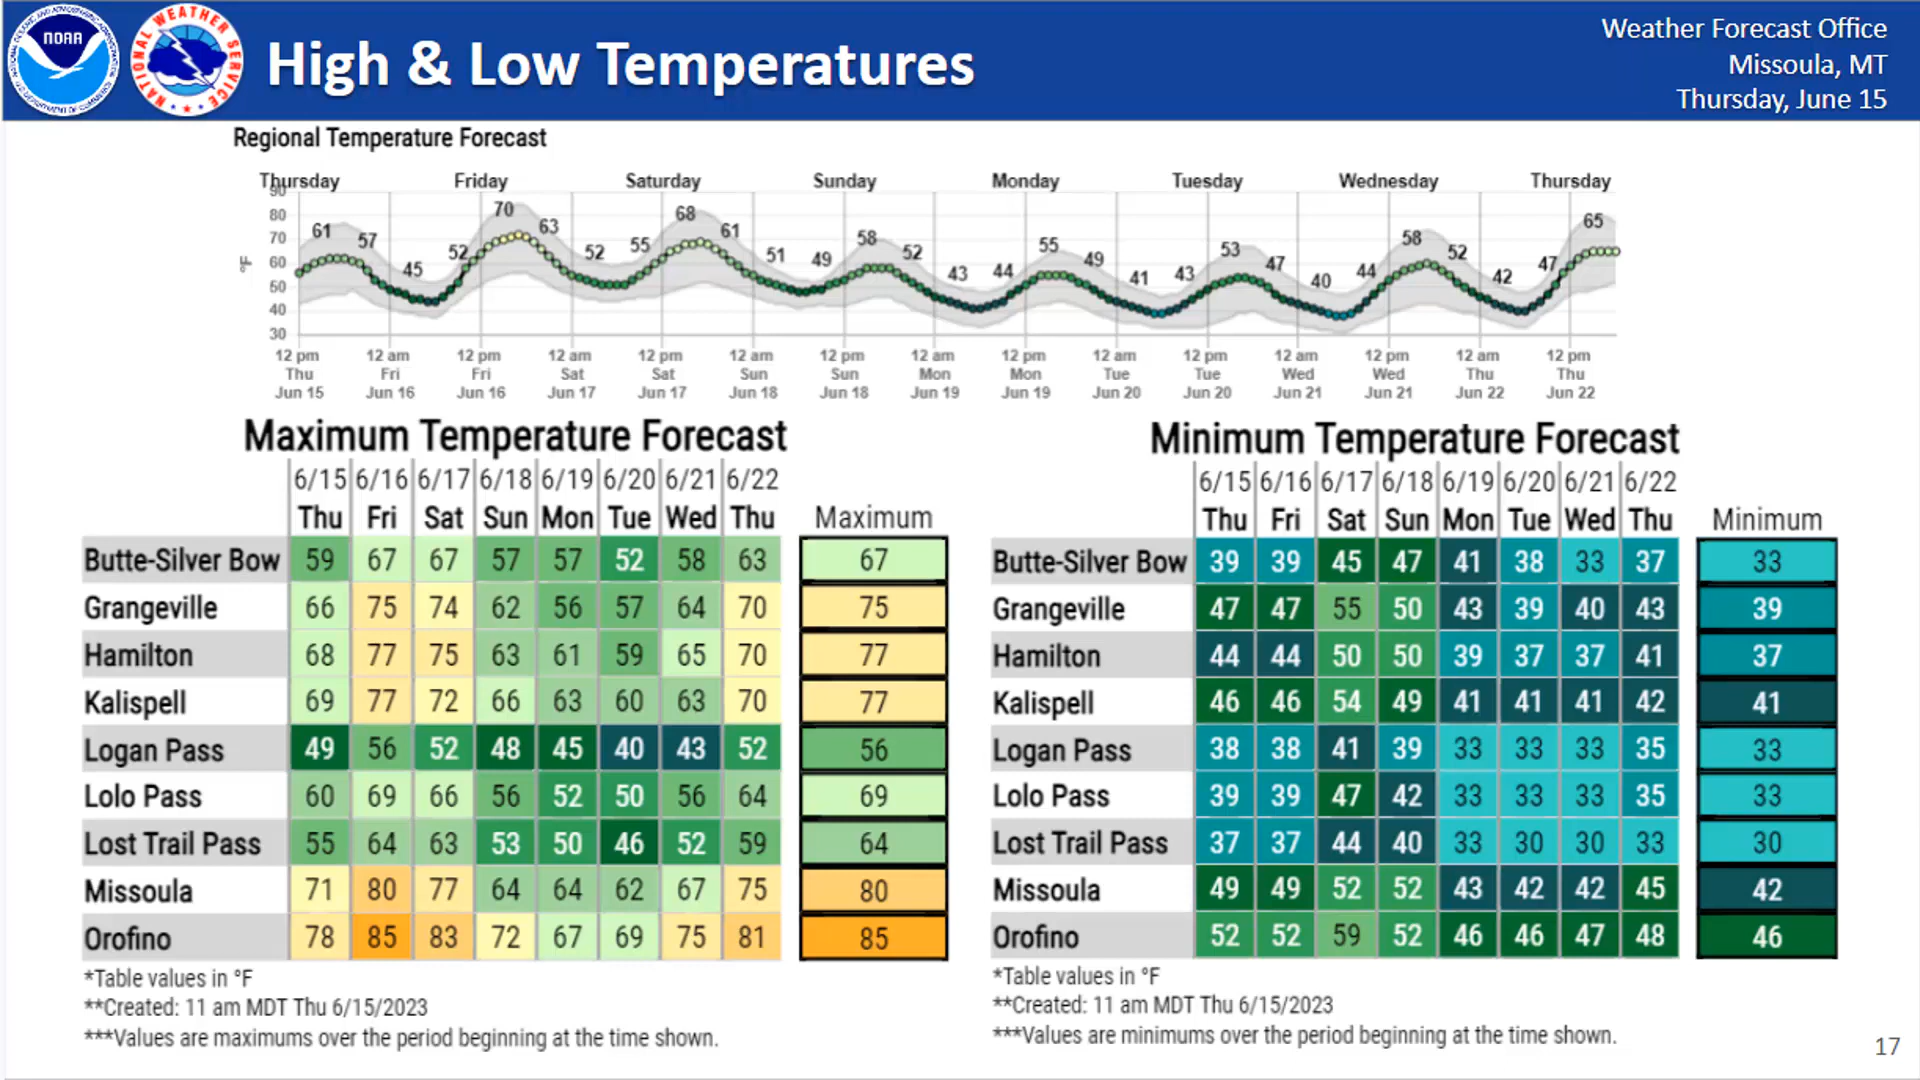 NOAA
NATIONAL WEATHER SERVICE
High & Low Temperatures
Weather Forecast Office
Missoula, MT
Thursday, June 15
Regional Temperature Forecast
Thursday Friday Saturday Sunday Monday Tuesday Wednesday Thursday
°F
90
80
70
60
50
40
30
61 57 45 52 70 63 52 55 68 61 51 49 58 52 43 44 55 49 41 43 53 47 40 44 58 52 42 47 65
12 pm 12 am 12 pm 12 am 12 pm 12 am 12 pm 12 am 12 pm 12 am 12 pm 12 am 12 pm 12 am 12 pm
Thu Fri Fri Sat Sat Sun Sun Mon Mon Tue Tue Wed Wed Thu Thu
Jun 15 Jun 16 Jun 16 Jun 17 Jun 17 Jun 18 Jun 18 Jun 19 Jun 19 Jun 20 Jun 20 Jun 21 Jun 21 Jun 22 Jun 22
Maximum Temperature Forecast
6/15 6/16 6/17 6/18 6/19 6/20 6/21 6/22
Thu Fri Sat Sun Mon Tue Wed Thu Maximum
Butte-Silver Bow 59 67 67 57 57 52 58 63 67
Grangeville 66 75 74 62 56 57 64 70 75
Hamilton 68 77 75 63 61 59 65 70 77
Kalispell 69 77 72 66 63 60 63 70 77
Logan Pass 49 56 52 48 45 40 43 52 56
Lolo Pass 60 69 66 56 52 50 56 64 69
Lost Trail Pass 55 64 63 53 50 46 52 59 64
Missoula 71 80 77 64 64 62 67 75 80
Orofino 78 85 83 72 67 69 75 81 85
*Table values in °F
**Created: 11 am MDT Thu 6/15/2023
***Values are maximums over the period beginning at the time shown.
Minimum Temperature Forecast
6/15 6/16 6/17 6/18 6/19 6/20 6/21 6/22
Thu Fri Sat Sun Mon Tue Wed Thu Minimum
Butte-Silver Bow 39 39 45 47 41 38 33 37 33
Grangeville 47 47 55 50 43 39 40 43 39
Hamilton 44 44 50 50 39 37 37 41 37
Kalispell 46 46 54 49 41 41 41 42 41
Logan Pass 38 38 41 39 33 33 33 35 33
Lolo Pass 39 39 47 42 33 33 33 35 33
Lost Trail Pass 37 37 44 40 33 30 30 33 30
Missoula 49 49 52 52 43 42 42 45 42
Orofino 52 52 59 52 46 46 47 48 46
*Table values in °F
**Created: 11 am MDT Thu 6/15/2023
***Values are minimums over the period beginning at the time shown.
17